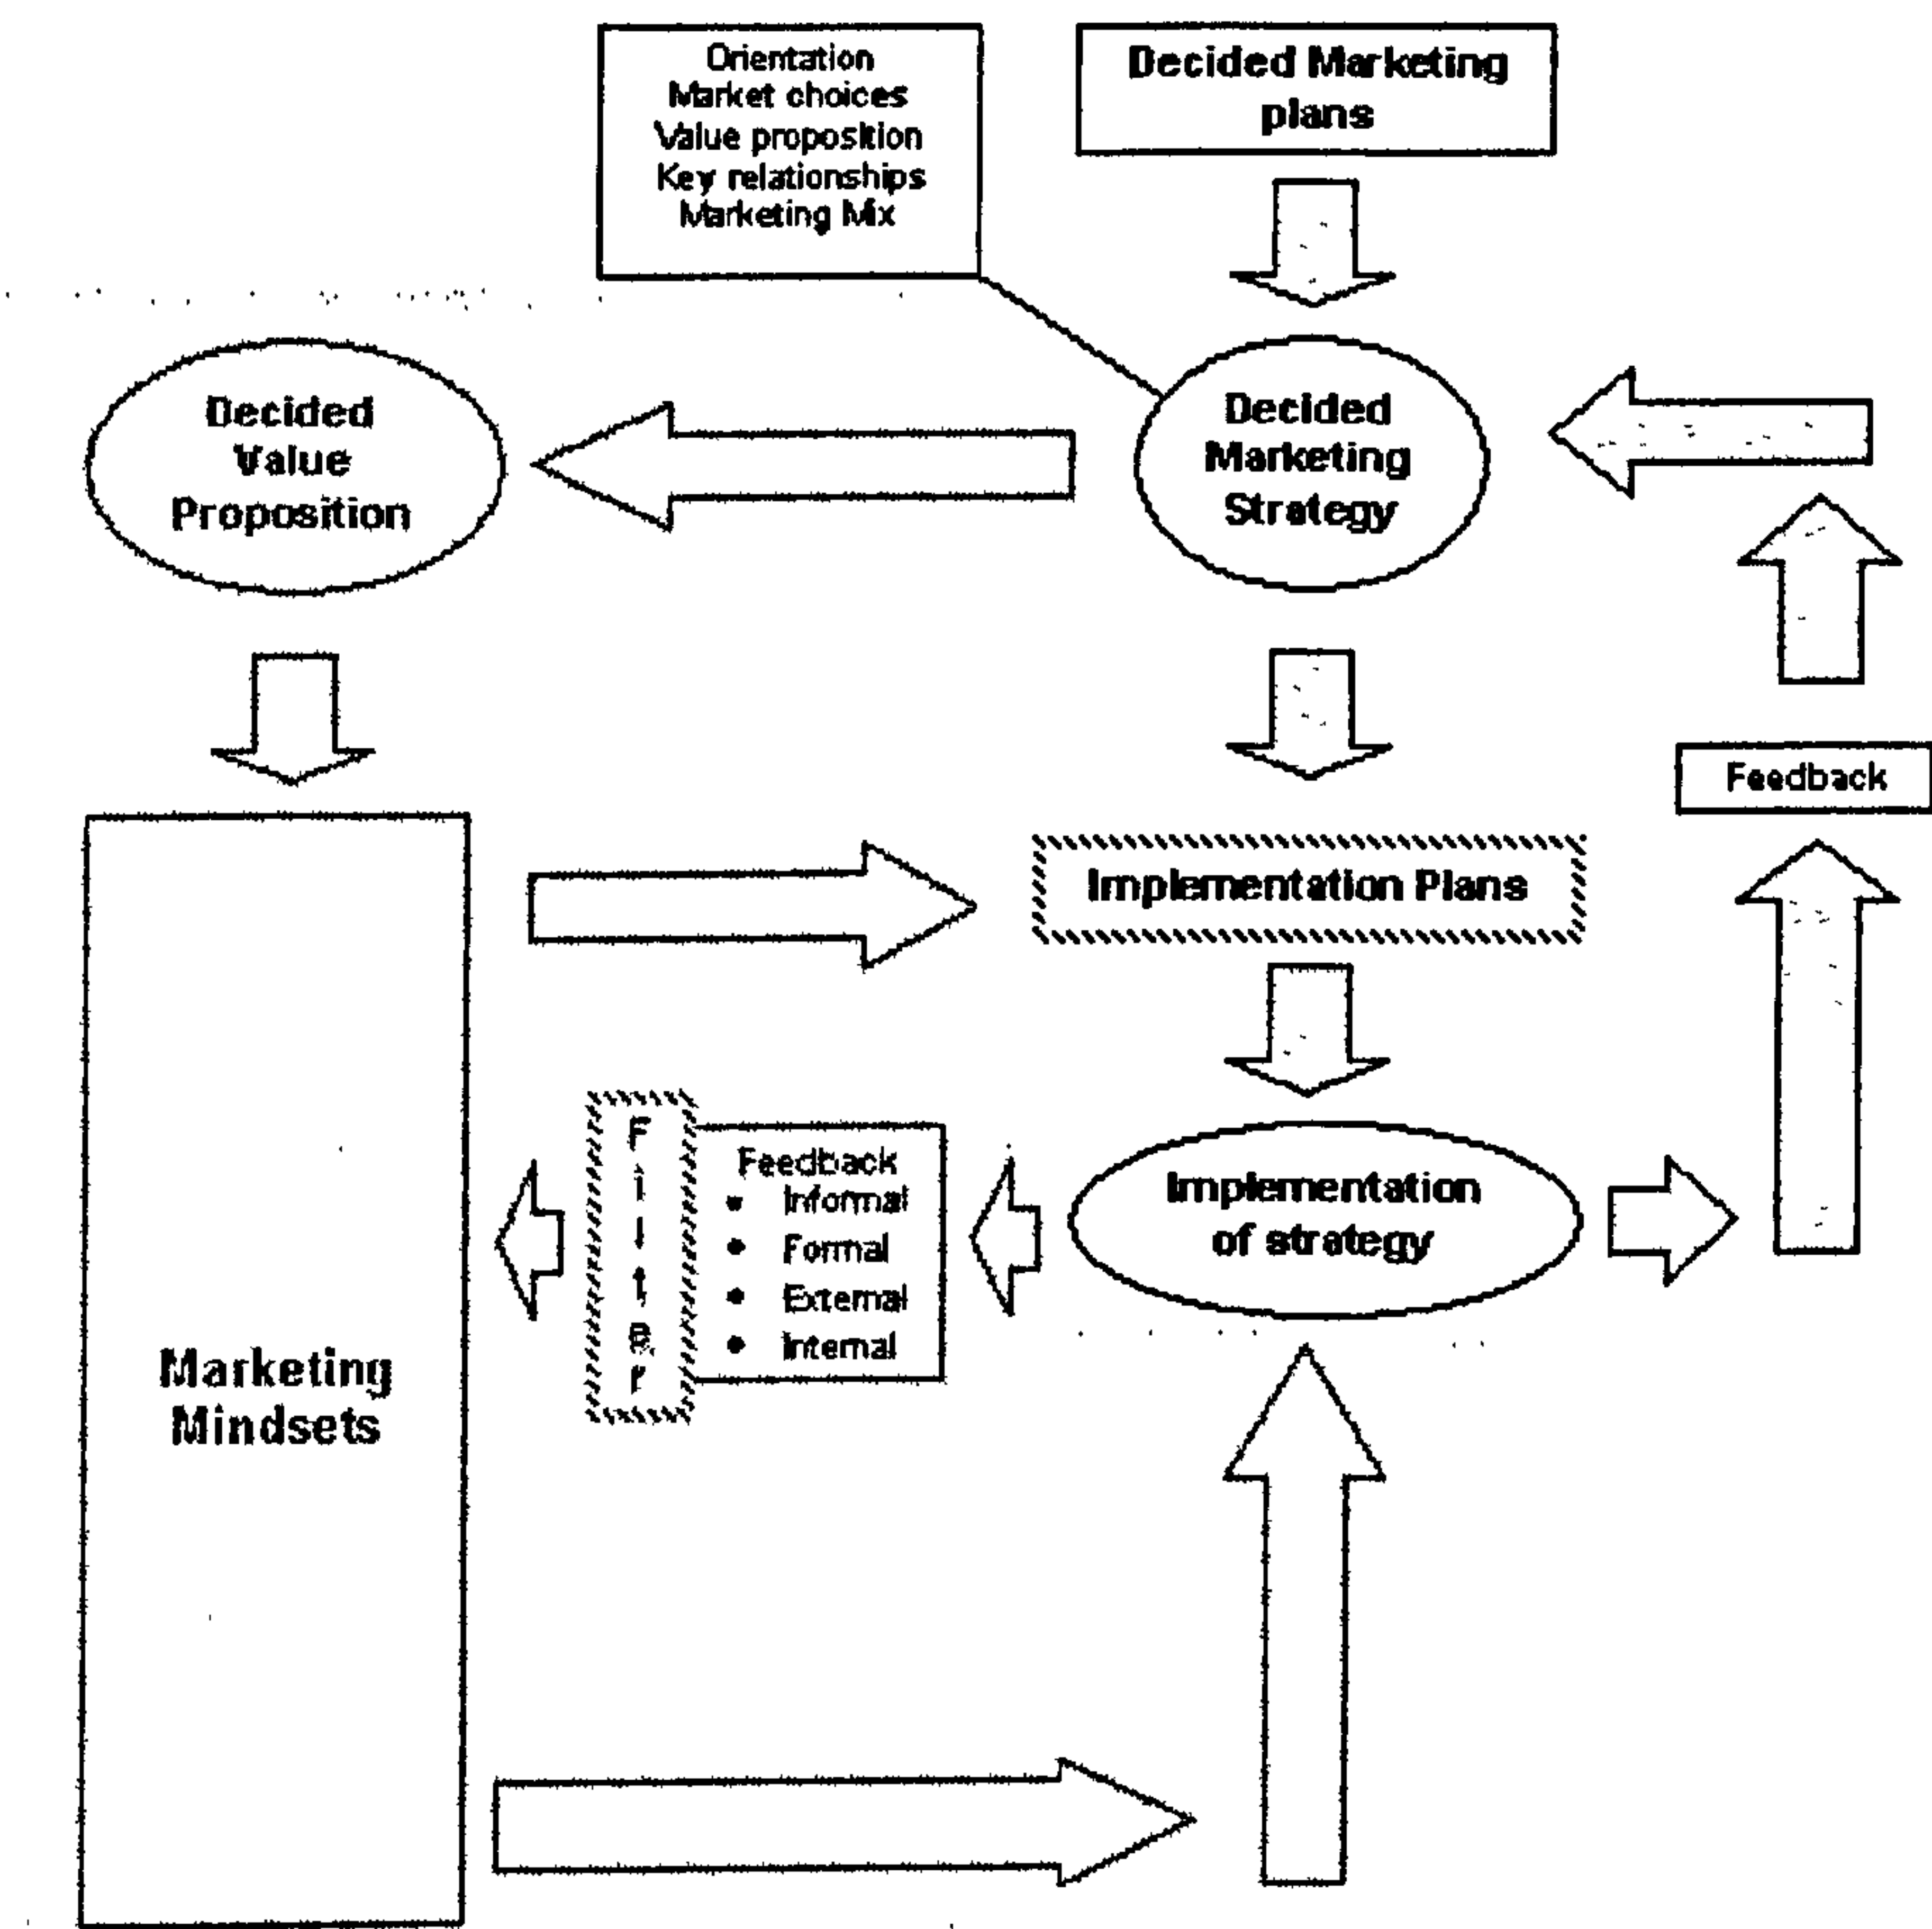 Orientation
Market choices
Value proposition
Key relationships
Marketing Mix
Decided Marketing
plans
Decided
Value
Proposition
Decided
Marketing
Strategy
Feedback
Implementation Plans
Filter
Feedback
• Informal
• Formal
• External
• Internal
Implementation
of strategy
Marketing
Mindsets